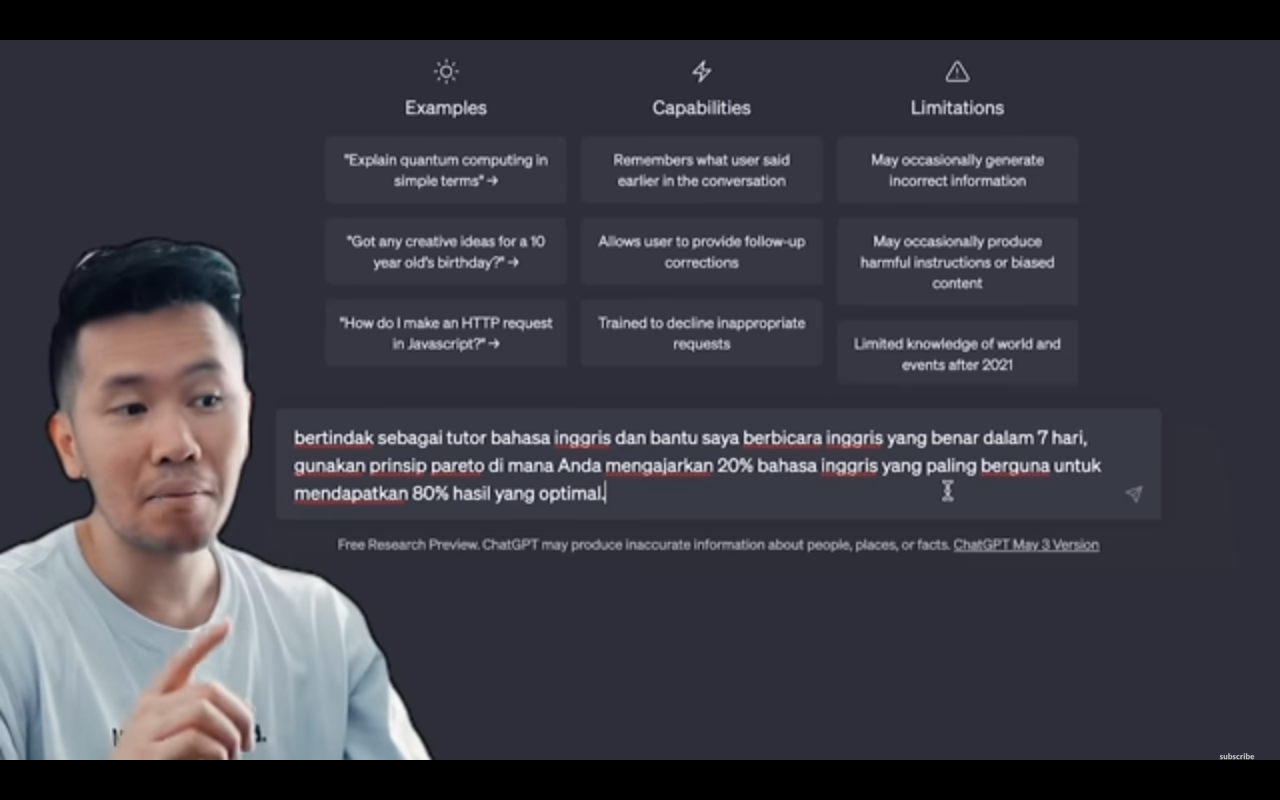 Examples
Capabilities
Limitations
"Explain quantum computing in
simple terms" →
Remembers what user said
earlier in the conversation
May occasionally generate
incorrect information
"Got any creative ideas for a 10
year old's birthday?" →
Allows user to provide follow-up
corrections
May occasionally produce
harmful instructions or biased
content
"How do I make an HTTP request
in Javascript?" →
Trained to decline inappropriate
requests
Limited knowledge of world and
events after 2021
bertindak sebagai tutor bahasa inggris dan bantu saya berbicara inggris yang benar dalam 7 hari,
gunakan prinsip pareto di mana Anda mengajarkan 20% bahasa inggris yang paling berguna untuk
mendapatkan 80% hasil yang optimal.
Free Research Preview. ChatGPT may produce inaccurate information about people, places, or facts. ChatGPT May 3 Version
subscribe